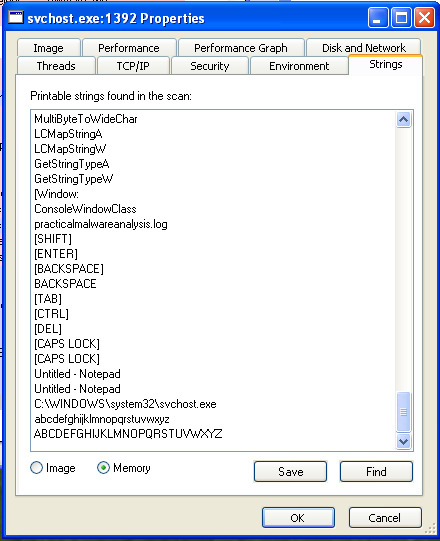 svchost.exe:1392 Properties
Image Performance Performance Graph Disk and Network
Threads TCP/IP Security Environment Strings
Printable strings found in the scan:
MultiByteToWideChar
LCMapStringA
LCMapStringW
GetStringTypeA
GetStringTypeW
[Window:
ConsoleWindowClass
practicalmalwareanalysis.log
[SHIFT]
[ENTER]
[BACKSPACE]
BACKSPACE
[TAB]
[CTRL]
[DEL]
[CAPS LOCK]
[CAPS LOCK]
Untitled - Notepad
Untitled - Notepad
C:\WINDOWS\system32\svchost.exe
abcdefghijklmnopqrstuvwxyz
ABCDEFGHIJKLMNOPQRSTUVWXYZ
Image Memory Save Find
OK Cancel